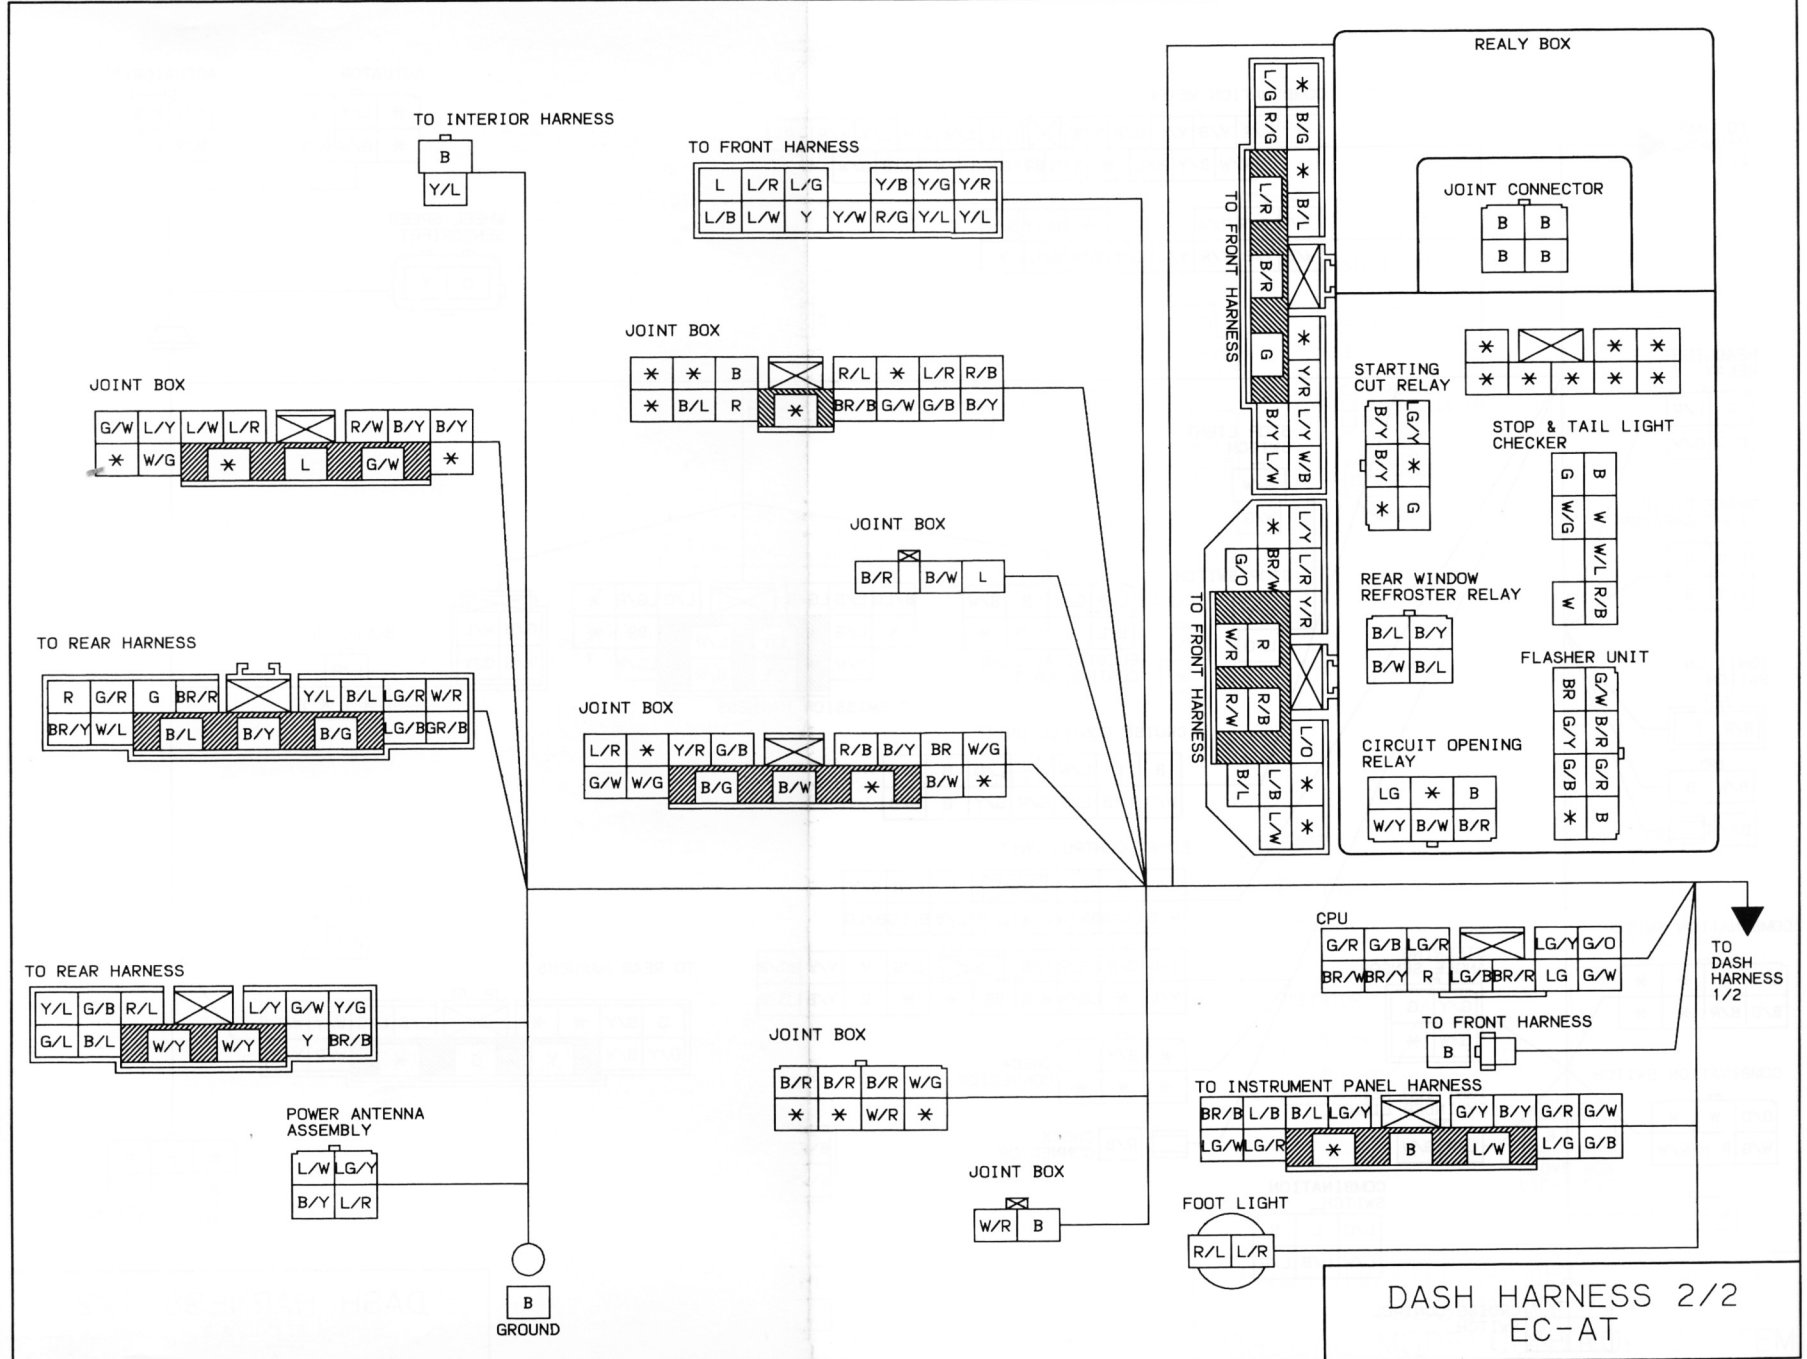 REALY BOX
TO INTERIOR HARNESS
B
Y/L
TO FRONT HARNESS
L L/R L/G Y/B Y/G Y/R
L/B L/W Y Y/W R/G Y/L Y/L
TO FRONT HARNESS
L/G R/G L/R B/R G B/Y L/W
* B/G * B/L * Y/R L/Y W/B
JOINT CONNECTOR
B B
B B
* * *
* * * * *
JOINT BOX
* * B R/L * L/R R/B
* B/L R * BR/B G/W G/B B/Y
JOINT BOX
G/W L/Y L/W L/R R/W B/Y B/Y
* W/G * L G/W *
STARTING
CUT RELAY
B/Y LG/Y
B/Y *
* G
STOP & TAIL LIGHT
CHECKER
G B
W/G W
W/L
W R/B
JOINT BOX
B/R B/W L
TO FRONT HARNESS
G/O W/R R/W B/L
* BR/W R R/B L/B L/W
L/Y L/R Y/R L/O * *
REAR WINDOW
REFROSTER RELAY
B/L B/Y
B/W B/L
FLASHER UNIT
BR G/W
G/Y B/R
G/B G/R
* B
TO REAR HARNESS
R G/R G BR/R Y/L B/L LG/R W/R
BR/Y W/L B/L B/Y B/G LG/B GR/B
JOINT BOX
L/R * Y/R G/B R/B B/Y BR W/G
G/W W/G B/G B/W * B/W *
CIRCUIT OPENING
RELAY
LG * B
W/Y B/W B/R
CPU
G/R G/B LG/R LG/Y G/O
BR/W BR/Y R LG/B BR/R LG G/W
TO
DASH
HARNESS
1/2
TO REAR HARNESS
Y/L G/B R/L L/Y G/W Y/G
G/L B/L W/Y W/Y Y BR/B
TO FRONT HARNESS
B
JOINT BOX
B/R B/R B/R W/G
* * W/R *
TO INSTRUMENT PANEL HARNESS
BR/B L/B B/L LG/Y G/Y B/Y G/R G/W
LG/W LG/R * B L/W L/G G/B
POWER ANTENNA
ASSEMBLY
L/W LG/Y
B/Y L/R
JOINT BOX
W/R B
FOOT LIGHT
R/L L/R
B
GROUND
DASH HARNESS 2/2
EC-AT